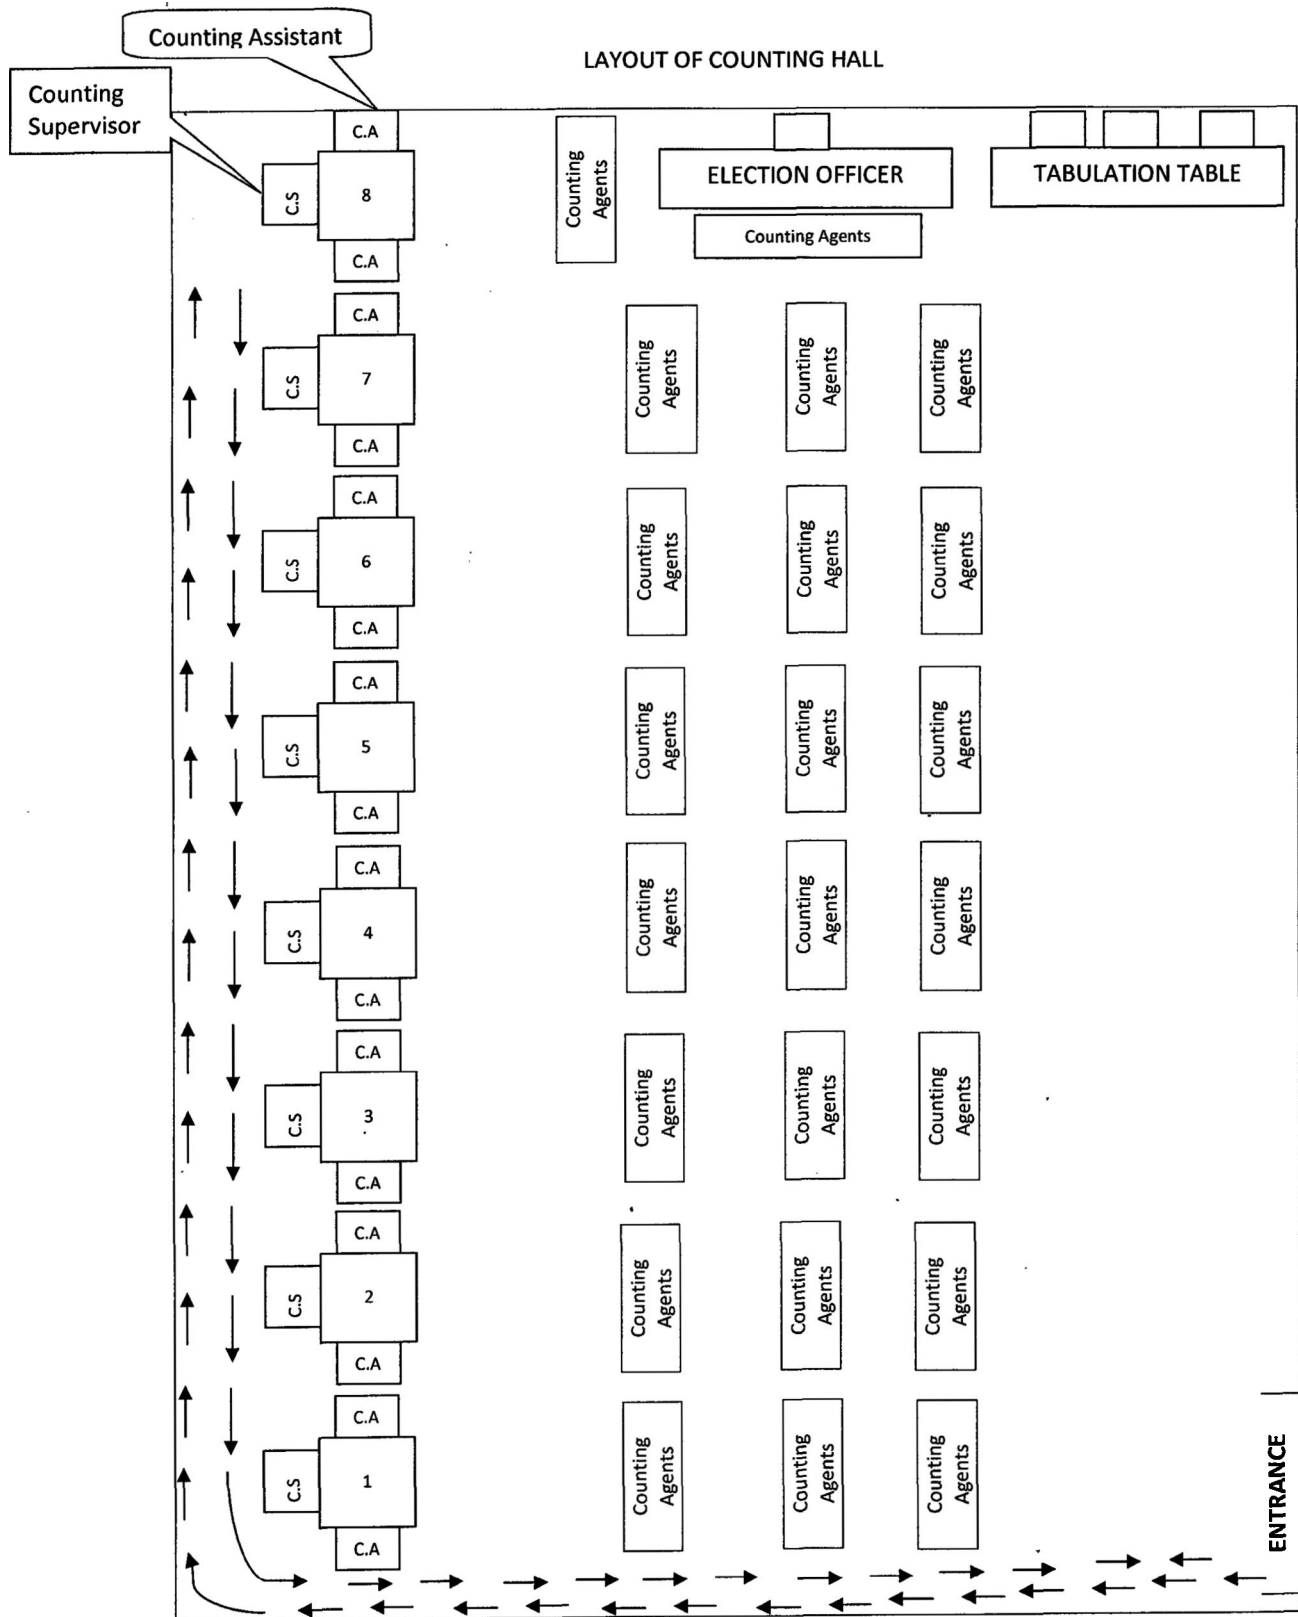 Counting Assistant
LAYOUT OF COUNTING HALL
Counting
Supervisor
C.A
C.S
8
C.A
Counting
Agents
ELECTION OFFICER
Counting Agents
TABULATION TABLE
C.A
C.S
7
C.A
Counting
Agents
Counting
Agents
Counting
Agents
C.A
C.S
6
C.A
Counting
Agents
Counting
Agents
Counting
Agents
C.A
C.S
5
C.A
Counting
Agents
Counting
Agents
Counting
Agents
C.A
C.S
4
C.A
Counting
Agents
Counting
Agents
Counting
Agents
C.A
C.S
3
C.A
Counting
Agents
Counting
Agents
Counting
Agents
C.A
C.S
2
C.A
Counting
Agents
Counting
Agents
Counting
Agents
C.A
C.S
1
C.A
Counting
Agents
Counting
Agents
Counting
Agents
ENTRANCE